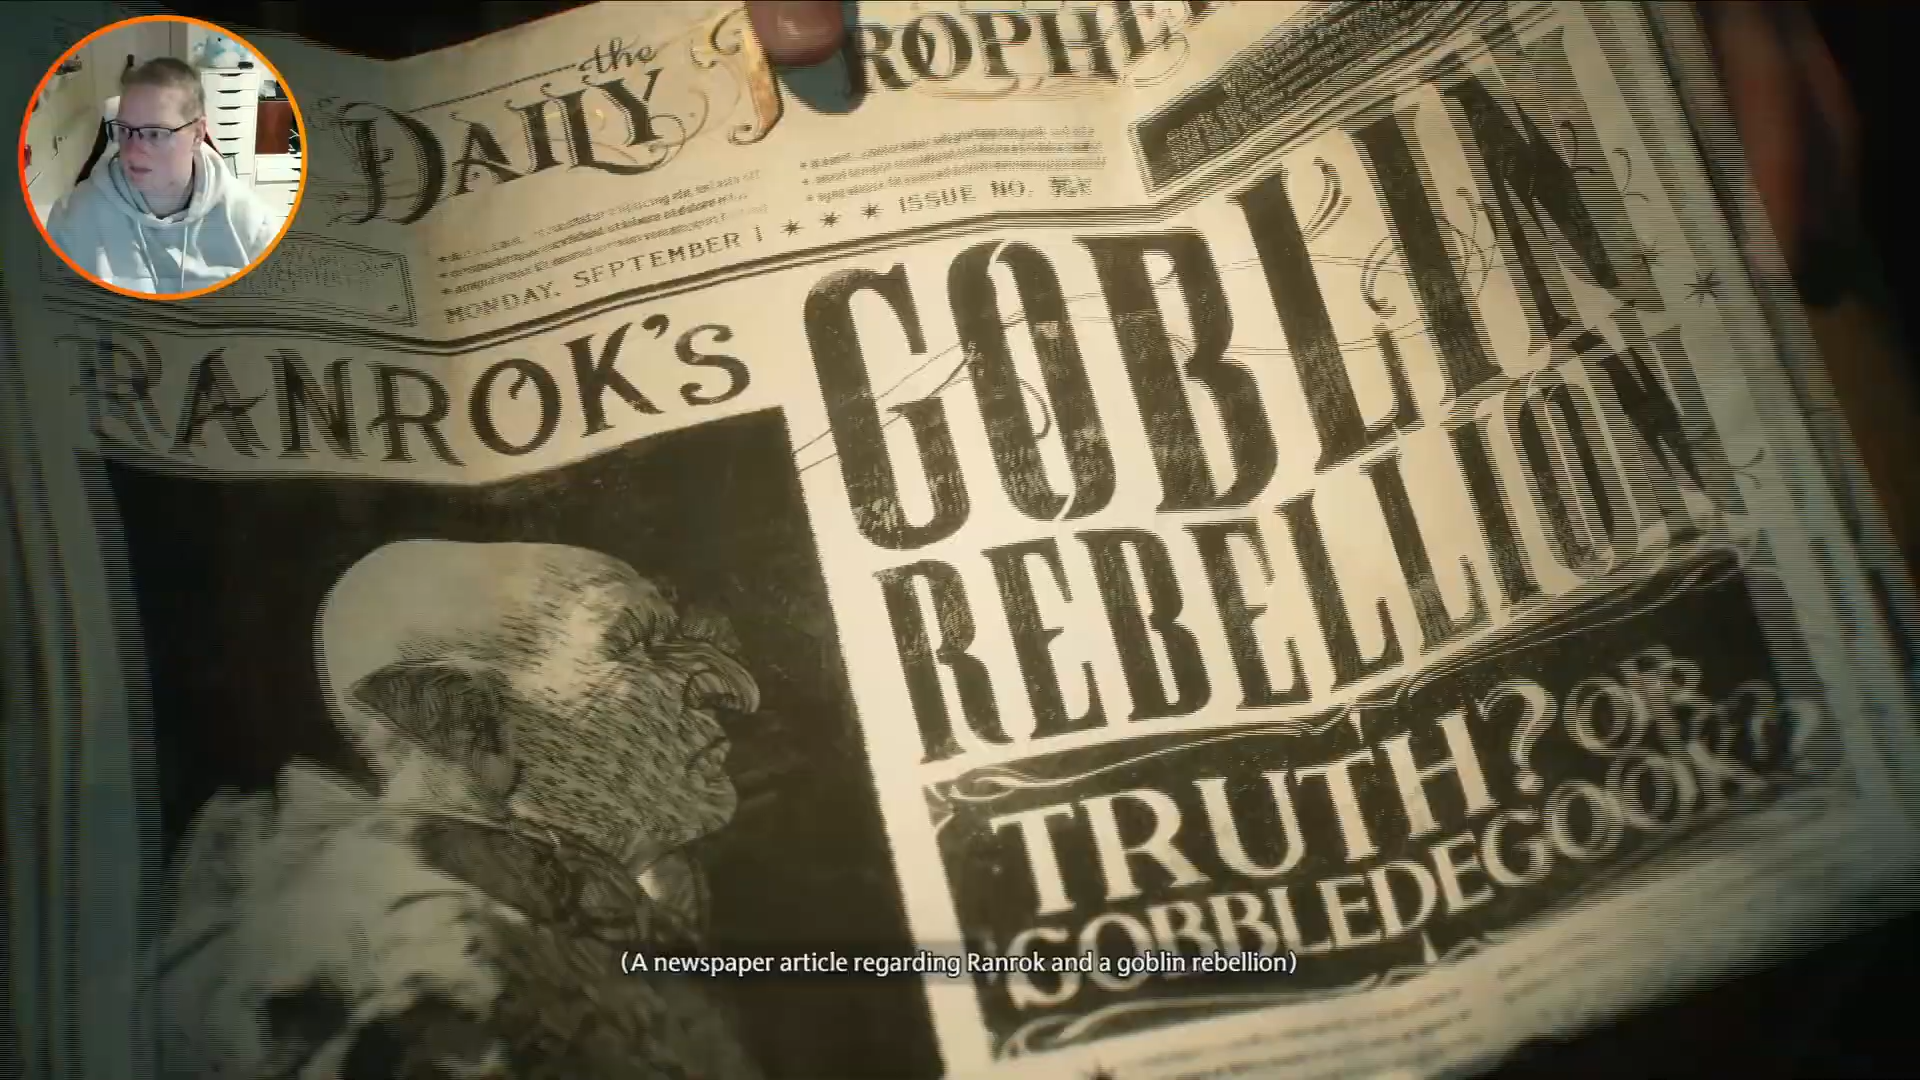 the
DAILY PROPHE
ISSUE NO.
MONDAY, SEPTEMBER 1
RANROK'S
GOBLIN
REBELLION
TRUTH? OR
GOBBLEDEGOOK?
(A newspaper article regarding Ranrok and a goblin rebellion)